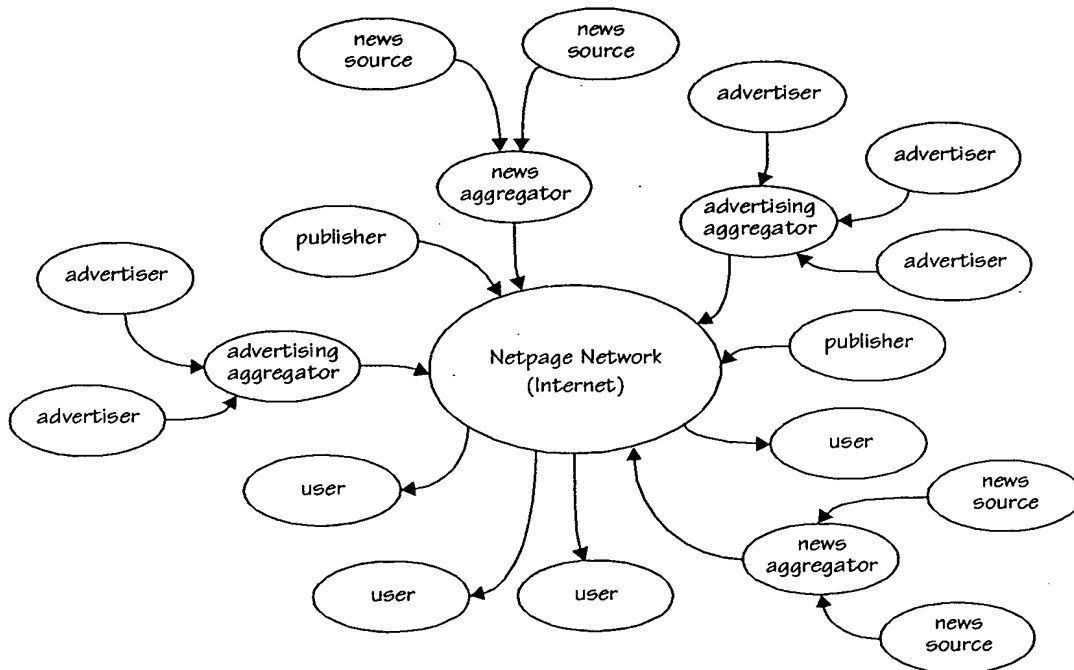 news
source
news
source
advertiser
advertiser
news
aggregator
advertising
aggregator
publisher
advertiser
advertiser
publisher
Netpage Network
(Internet)
advertising
aggregator
advertiser
user
user
news
source
news
aggregator
user
user
news
source